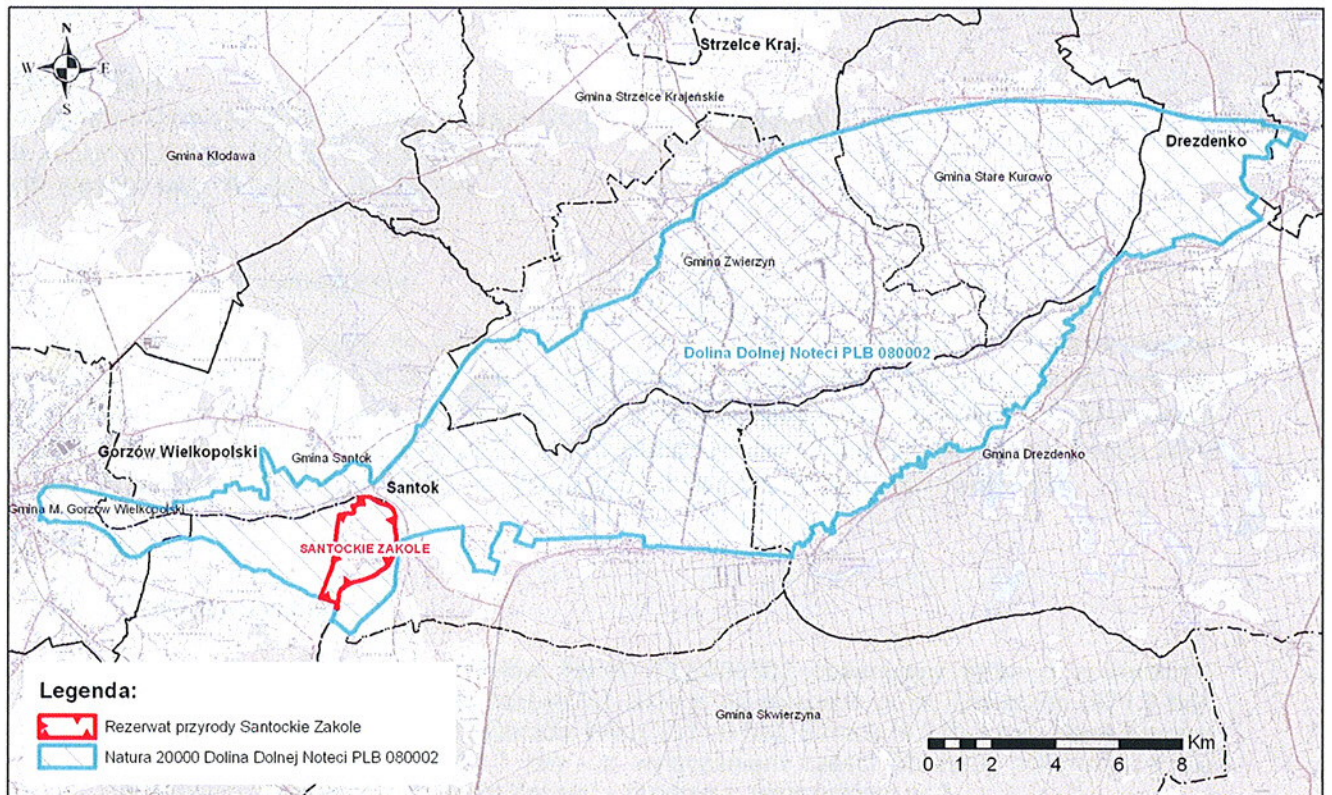 N
W E
S
Strzelce Kraj.
Gmina Strzelce Krajeńskie
Gmina Kłodawa
Drezdenko
Gmina Stare Kurowo
Gmina Zwierzyń
Dolina Dolnej Noteci PLB 080002
Gorzów Wielkopolski
Gmina Santok
Gmina Drezdenko
Santok
Gmina M. Gorzów Wielkopolski
SANTOCKIE ZAKOLE
Legenda:
Rezerwat przyrody Santockie Zakole
Natura 20000 Dolina Dolnej Noteci PLB 080002
Gmina Skwierzyna
Km
0 1 2 4 6 8